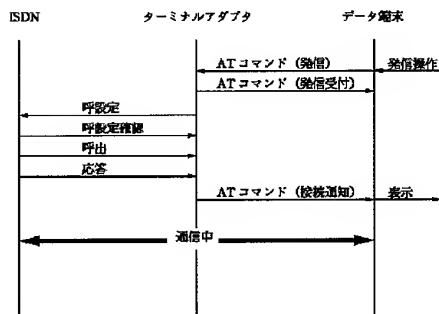 ISDN ターミナルアダプタ データ端末
ATコマンド（発信） 発信操作
ATコマンド（発信受付）
呼設定
呼設定確認
呼出
応答
ATコマンド（接続通知） 表示
通信中